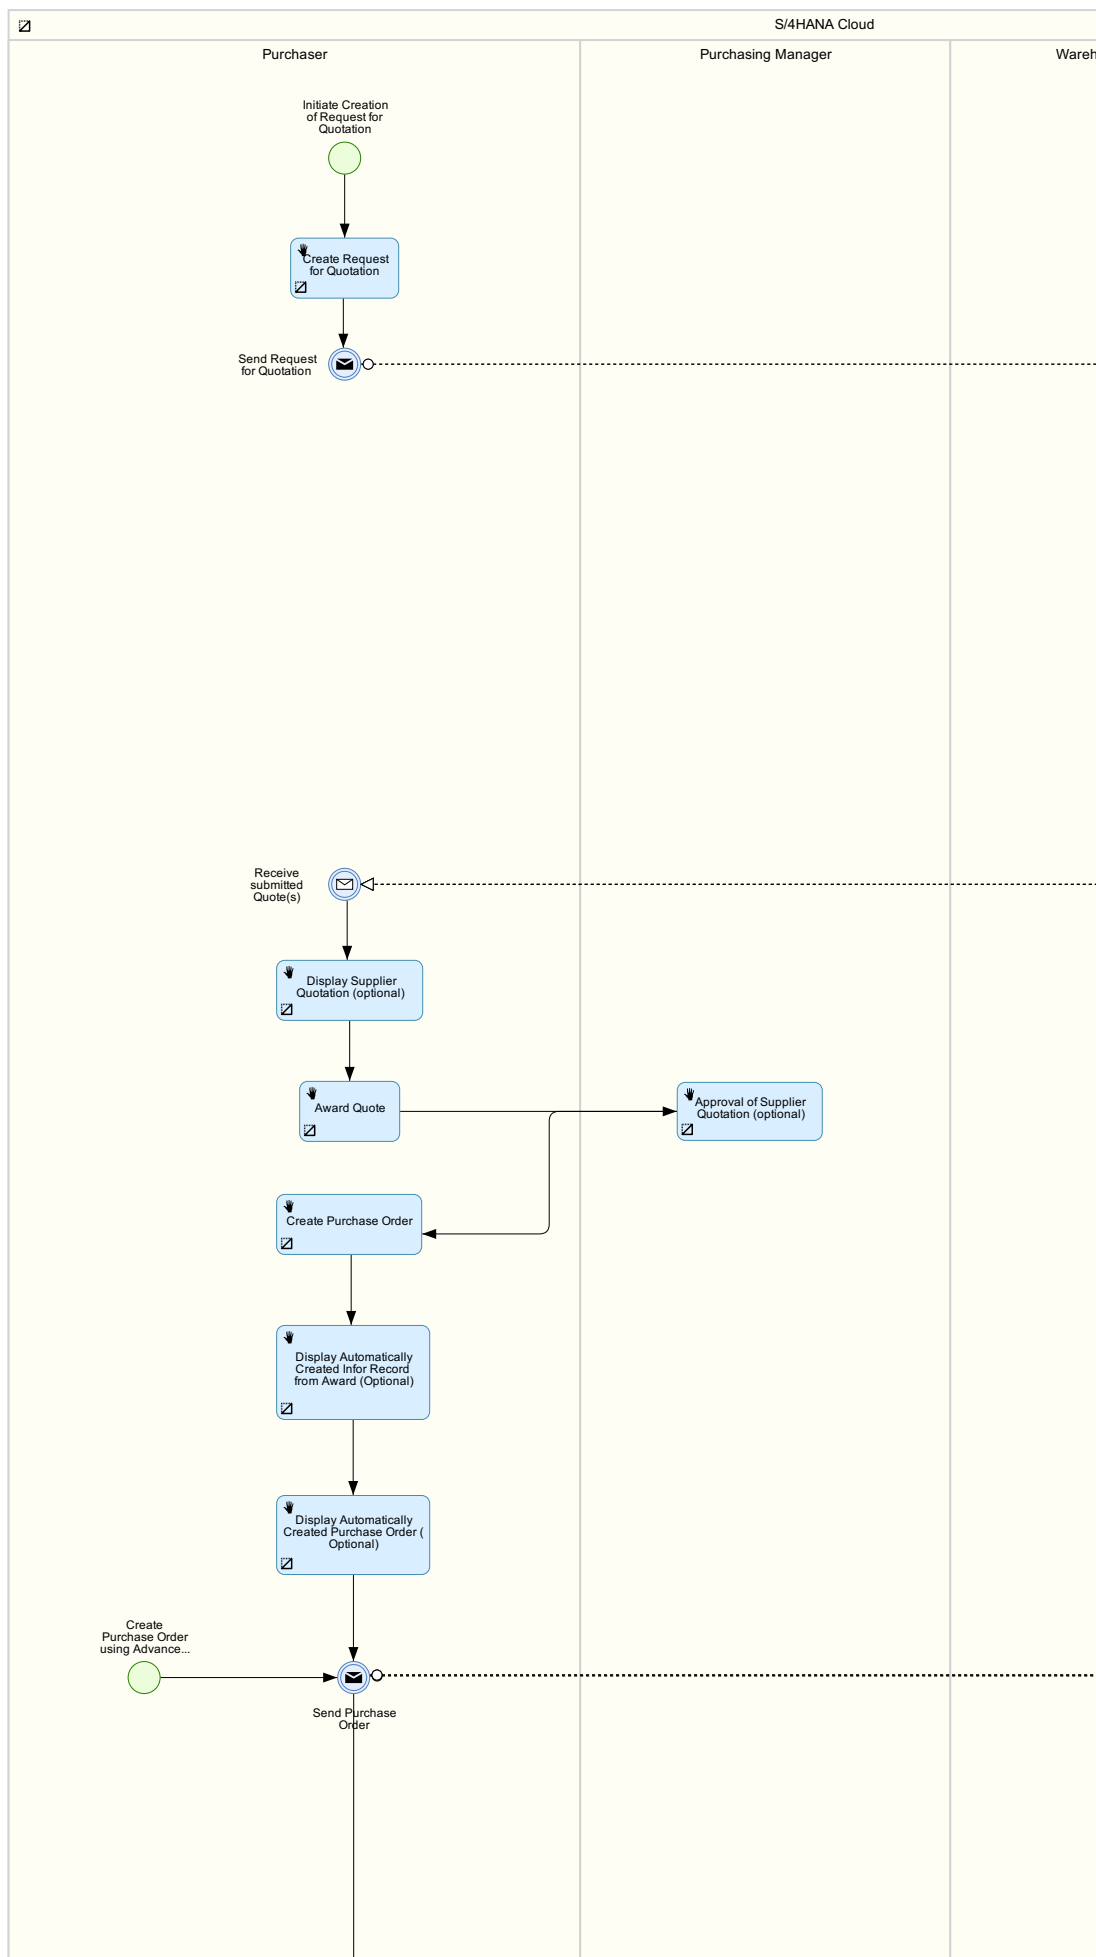 S/4HANA Cloud
Purchaser
Purchasing Manager
Initiate Creation
of Request for
Quotation
Create Request
for Quotation
Send Request
for Quotation
Receive
submitted
Quote(s)
Display Supplier
Quotation (optional)
Award Quote
Approval of Supplier
Quotation (optional)
Create Purchase Order
Display Automatically
Created Infor Record
from Award (Optional)
Display Automatically
Created Purchase Order (
Optional)
Create
Purchase Order
using Advance...
Send Purchase
Order